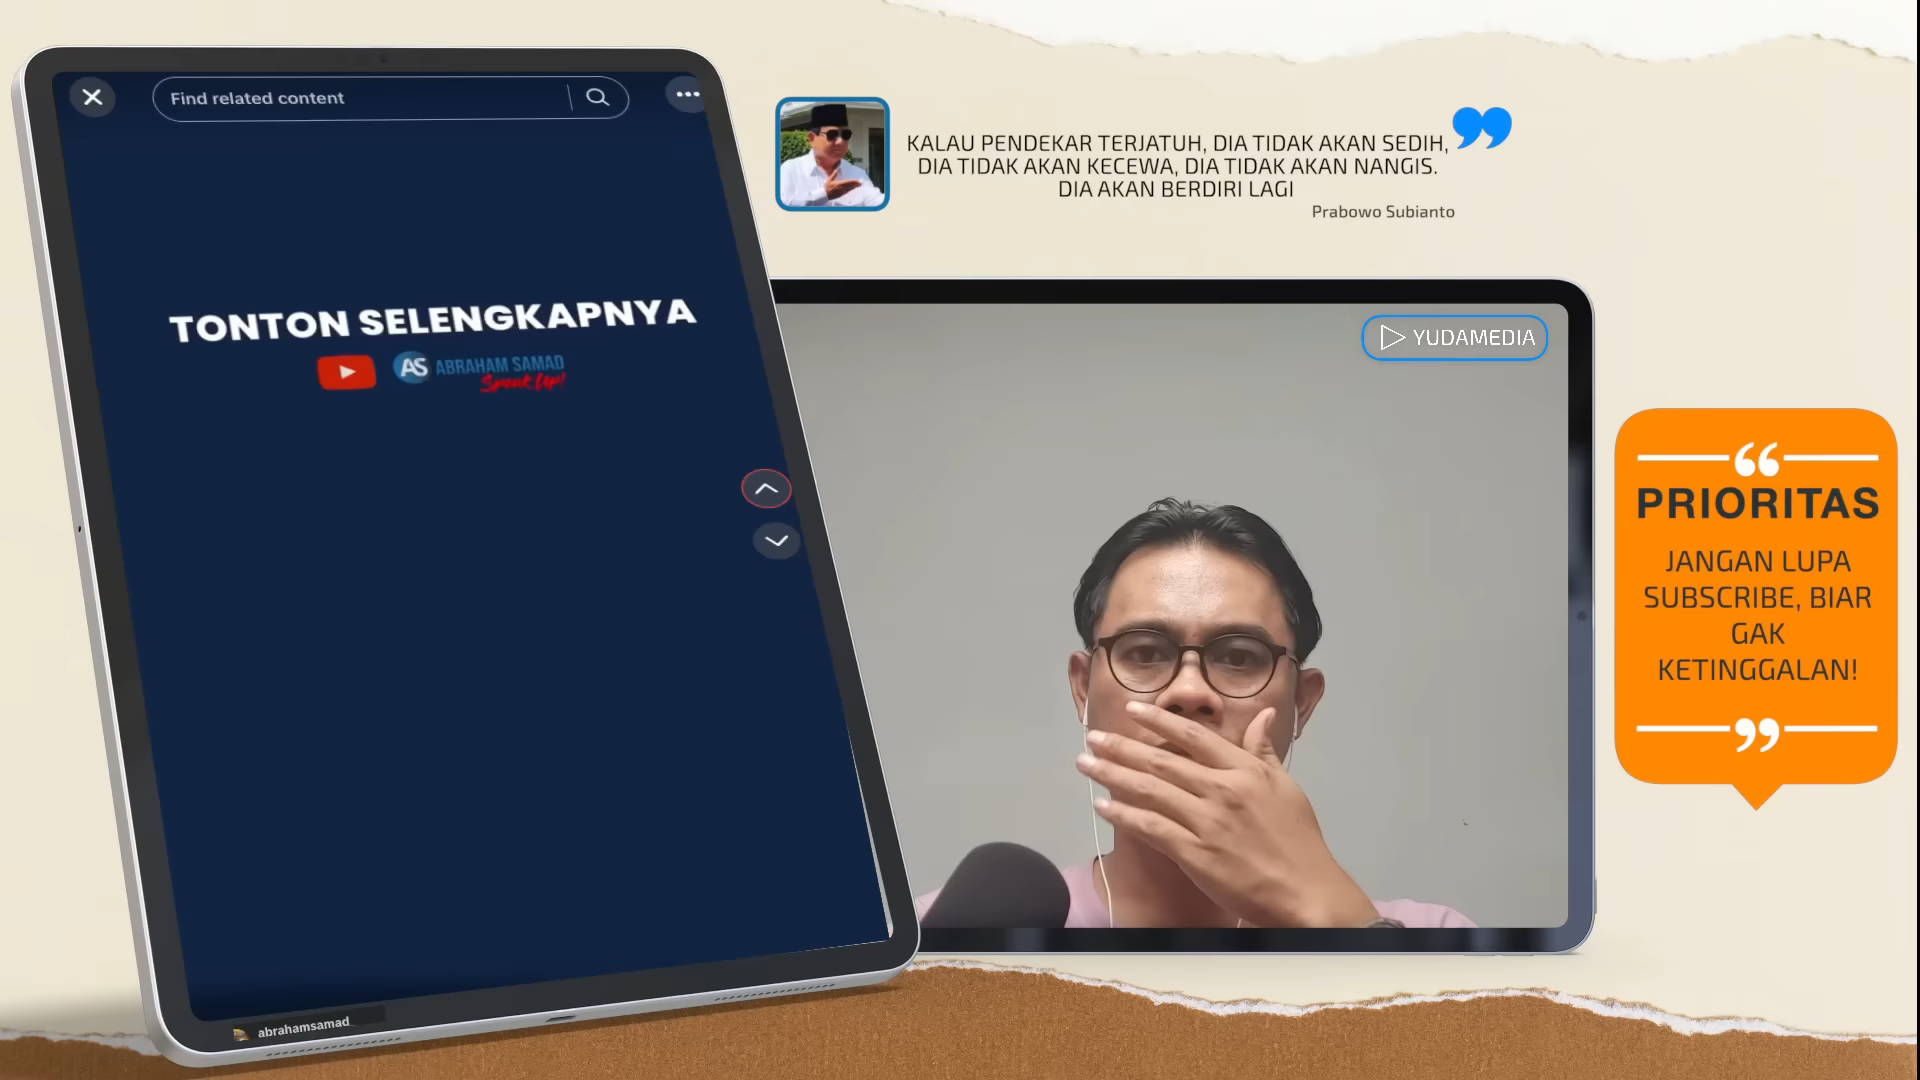 Find related content
TONTON SELENGKAPNYA
AS ABRAHAM SAMAD
Speak Up!
abrahamsamad_
KALAU PENDEKAR TERJATUH, DIA TIDAK AKAN SEDIH,
DIA TIDAK AKAN KECEWA, DIA TIDAK AKAN NANGIS.
DIA AKAN BERDIRI LAGI
Prabowo Subianto
YUDAMEDIA
PRIORITAS
JANGAN LUPA
SUBSCRIBE, BIAR
GAK
KETINGGALAN!